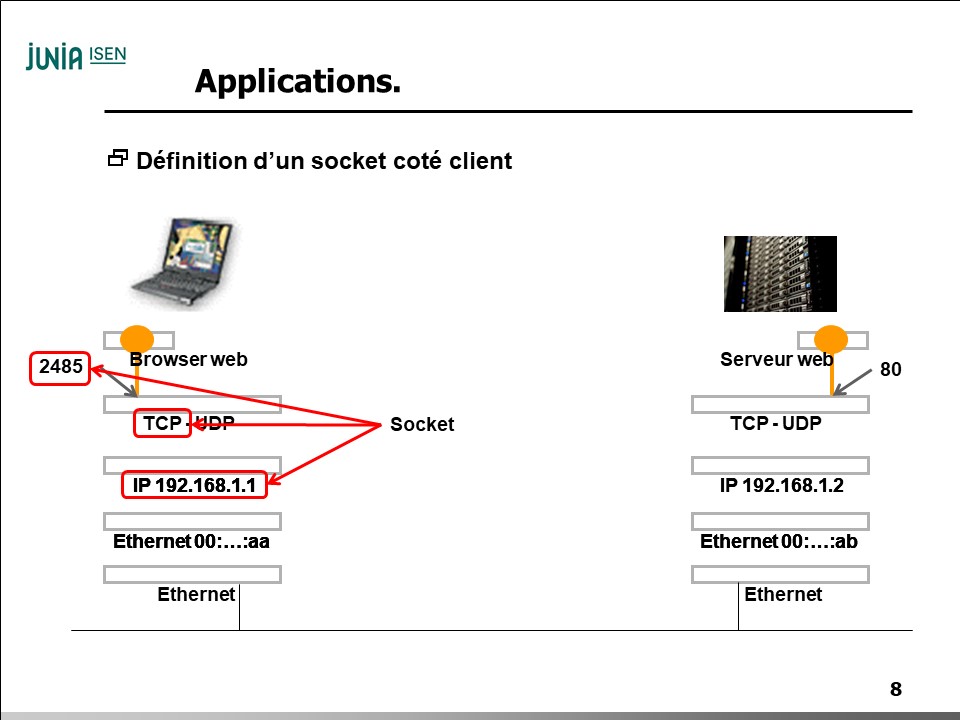 JUNIA ISEN
Applications.
Définition d’un socket coté client
Browser web
Serveur web
2485
80
TCP - UDP
Socket
TCP - UDP
IP 192.168.1.1
IP 192.168.1.2
Ethernet 00:…:aa
Ethernet 00:…:ab
Ethernet
Ethernet
8